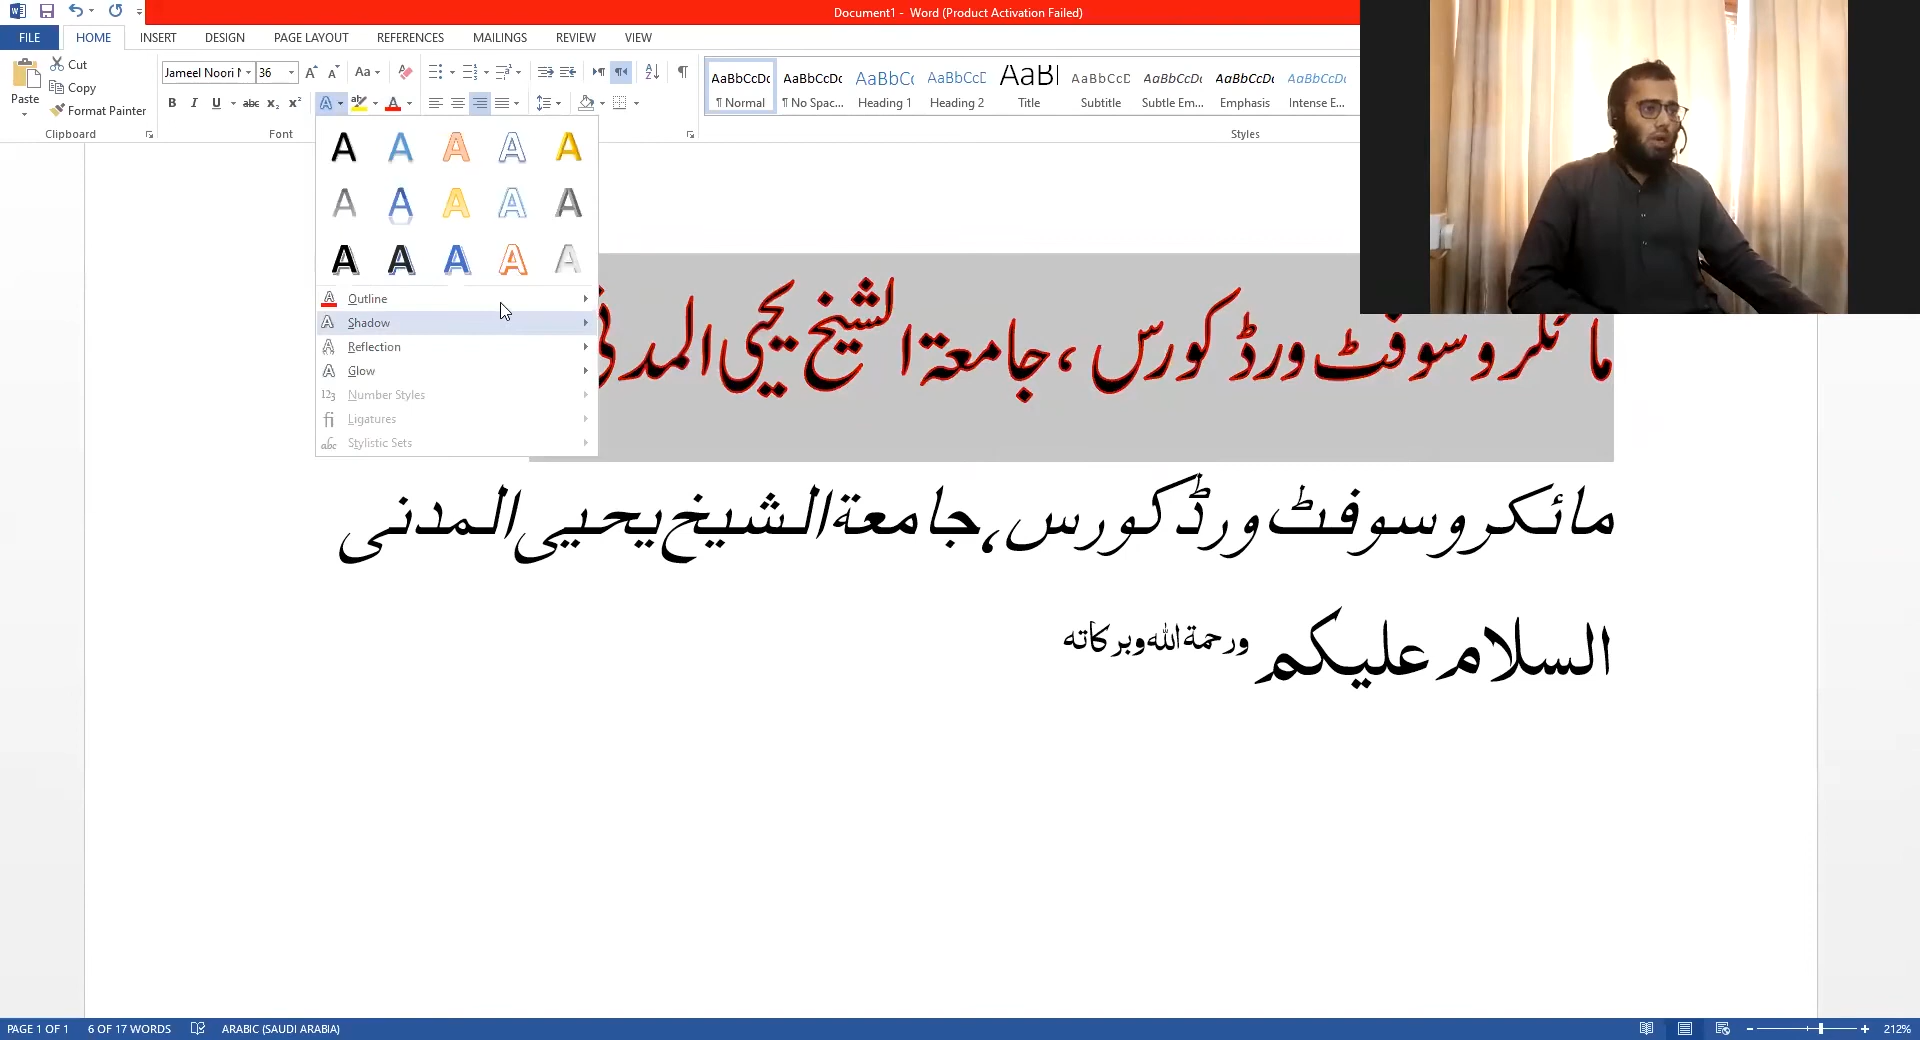 Document1 - Word (Product Activation Failed)
FILE HOME INSERT DESIGN PAGE LAYOUT REFERENCES MAILINGS REVIEW VIEW
Cut
Copy
Format Painter
Paste
Clipboard
Jameel Noori 36
Font
AaBbCcDc AaBbCcDc AaBbCc AaBbCcD AaB AaBbCcD AaBbCcDc AaBbCcDc AaBbCcDc
¶ Normal ¶ No Spac... Heading 1 Heading 2 Title Subtitle Subtle Em... Emphasis Intense E...
Styles
Outline
Shadow
Reflection
Glow
Number Styles
Ligatures
Stylistic Sets
مائکروسوفٹ ورڈ کورس ، جامعۃ الشیخ یحیی المدنی
مائکروسوفٹ ورڈ کورس، جامعۃ الشیخ یحیی المدنی
السلام علیکم ورحمۃ اللہ وبرکاتہ
PAGE 1 OF 1 6 OF 17 WORDS ARABIC (SAUDI ARABIA) 212%